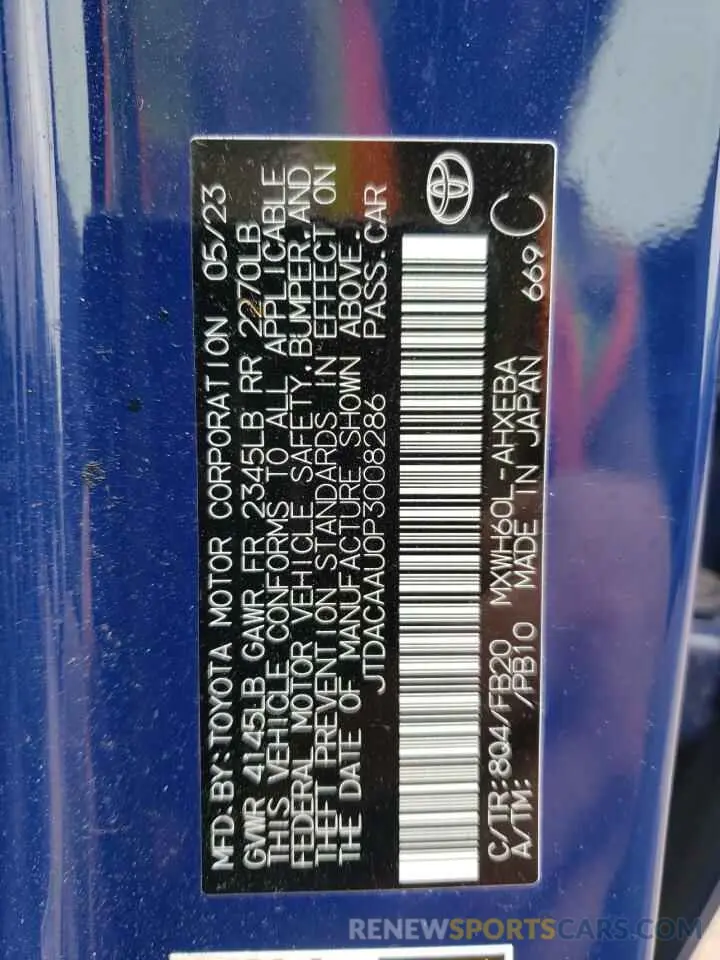 MFD. BY: TOYOTA MOTOR CORPORATION 05/23
GVWR 4145LB GAWR FR 2345LB RR 2270LB
THIS VEHICLE CONFORMS TO ALL APPLICABLE
FEDERAL MOTOR VEHICLE SAFETY, BUMPER, AND
THEFT PREVENTION STANDARDS IN EFFECT ON
THE DATE OF MANUFACTURE SHOWN ABOVE.
JTDACAAU0P3008286 PASS. CAR
C/TR: 8Q4/FB20 MXWH60L-AHXEBA 669C
A/TM: /PB10 MADE IN JAPAN
RENEWSPORTSCARS.COM